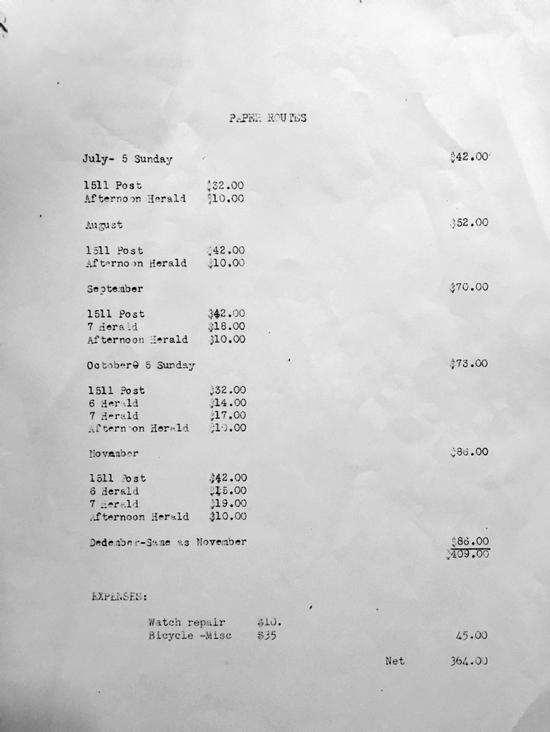 PAPER ROUTES
July- 5 Sunday $42.00
1511 Post $32.00
Afternoon Herald $10.00
August $52.00
1511 Post $42.00
Afternoon Herald $10.00
September $70.00
1511 Post $42.00
7 Herald $18.00
Afternoon Herald $10.00
October9 5 Sunday $73.00
1511 Post $32.00
6 Herald $14.00
7 Herald $17.00
Afternoon Herald $10.00
November $86.00
1511 Post $42.00
6 Herald $15.00
7 Herald $19.00
Afternoon Herald $10.00
Dedember-Same as November $86.00
$409.00
EXPENSES:
Watch repair $10.
Bicycle -Misc $35 45.00
Net 364.00